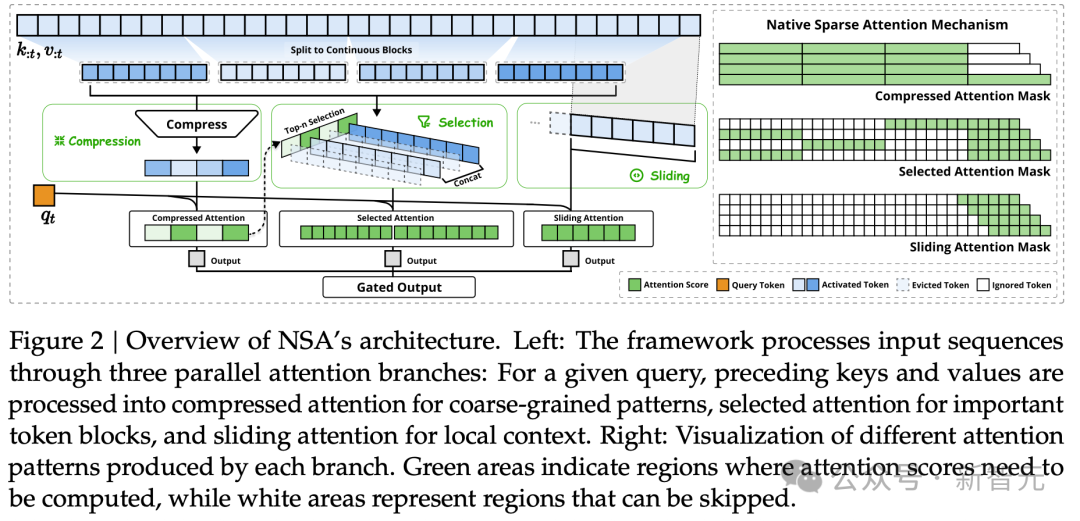 k:t, v:t
Split to Continuous Blocks
Compression
Compress
Top-n Selection
Selection
Concat
Sliding
qt
Compressed Attention
Selected Attention
Sliding Attention
Output
Output
Output
Gated Output
Native Sparse Attention Mechanism
Compressed Attention Mask
Selected Attention Mask
Sliding Attention Mask
Attention Score
Query Token
Activated Token
Evicted Token
Ignored Token
Figure 2 | Overview of NSA's architecture. Left: The framework processes input sequences
through three parallel attention branches: For a given query, preceding keys and values are
processed into compressed attention for coarse-grained patterns, selected attention for important
token blocks, and sliding attention for local context. Right: Visualization of different attention
patterns produced by each branch. Green areas indicate regions where attention scores need to
be computed, while white areas represent regions that can be skipped.
公众号 · 新智元